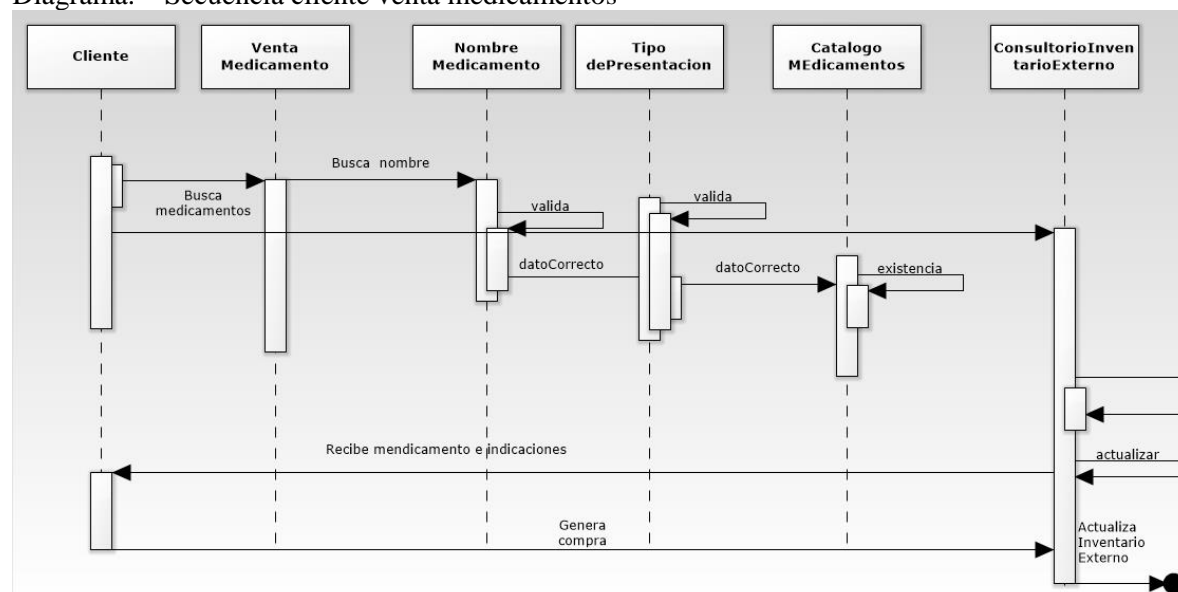 Diagrama. Secuencia cliente venta medicamentos
Cliente
Venta
Medicamento
Nombre
Medicamento
Tipo
dePresentacion
Catalogo
MEdicamentos
ConsultorioInven
tarioExterno
Busca nombre
Busca
medicamentos
valida
valida
datoCorrecto
datoCorrecto
existencia
Recibe mendicamento e indicaciones
actualizar
Genera
compra
Actualiza
Inventario
Externo